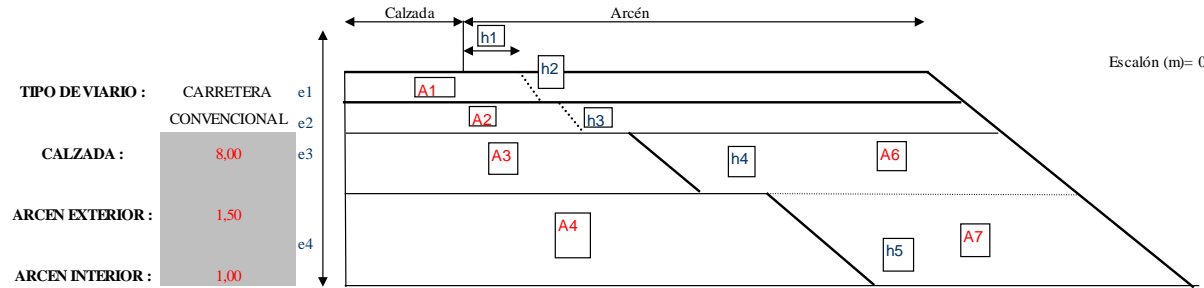 Calzada Arcén
h1
h2 Escalón (m)= 0
TIPO DE VIARIO : CARRETERA e1 A1
CONVENCIONAL e2 A2 h3
CALZADA : 8,00 e3 A3 h4 A6
ARCEN EXTERIOR : 1,50 A4 A7
e4 h5
ARCEN INTERIOR : 1,00